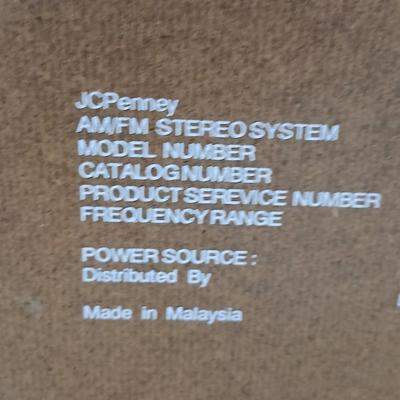 JCPenney
AM/FM STEREO SYSTEM
MODEL NUMBER
CATALOG NUMBER
PRODUCT SEREVICE NUMBER
FREQUENCY RANGE
POWER SOURCE :
Distributed By
Made in Malaysia